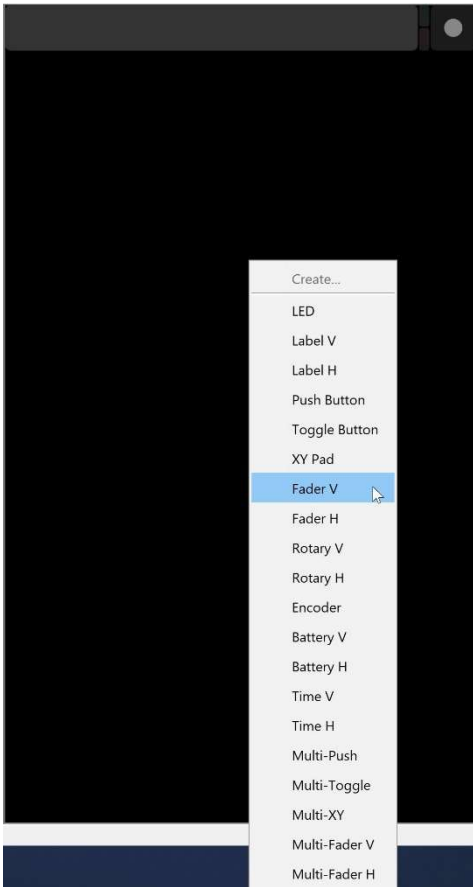 Create...
LED
Label V
Label H
Push Button
Toggle Button
XY Pad
Fader V
Fader H
Rotary V
Rotary H
Encoder
Battery V
Battery H
Time V
Time H
Multi-Push
Multi-Toggle
Multi-XY
Multi-Fader V
Multi-Fader H